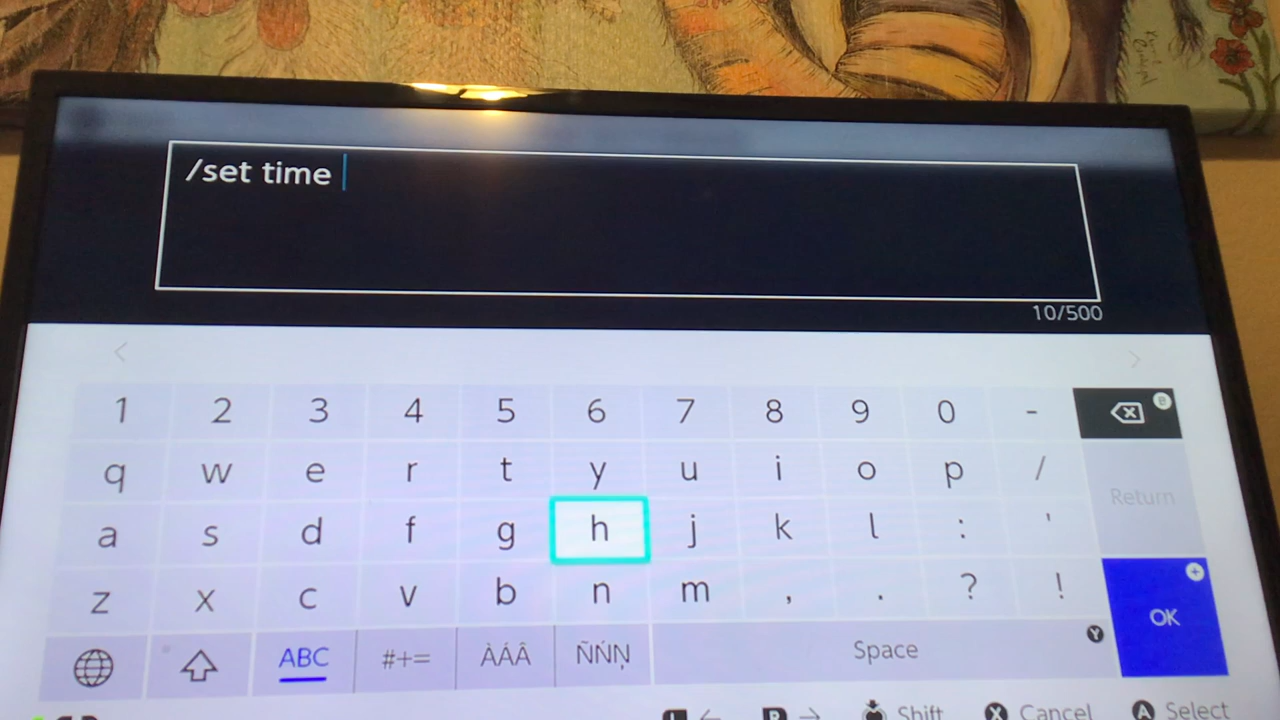 /set time
10/500
1 2 3 4 5 6 7 8 9 0 -
q w e r t y u i o p /
Return
a s d f g h j k l : '
z x c v b n m , . ? !
OK
ABC #+= ÀÁÂ ÑŃŅ Space Y
Shift X Cancel A Select